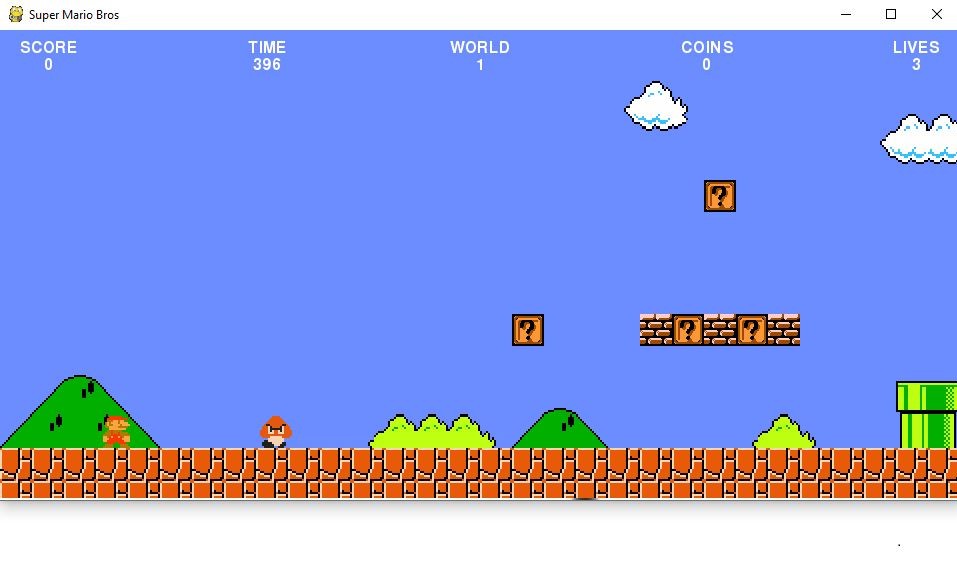 Super Mario Bros
SCORE TIME WORLD COINS LIVES
0 396 1 0 3
?
?
? ?
.